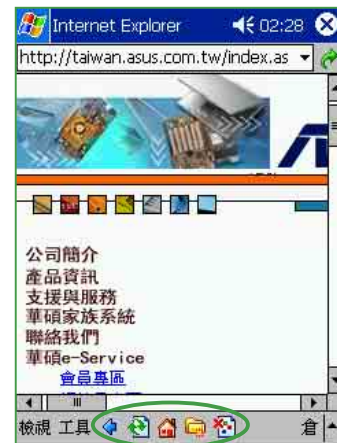 Internet Explorer 02:28
http://taiwan.asus.com.tw/index.as
公司簡介
產品資訊
支援與服務
華碩家族系統
聯絡我們
華碩e-Service
會員專區
檢視 工具 倉